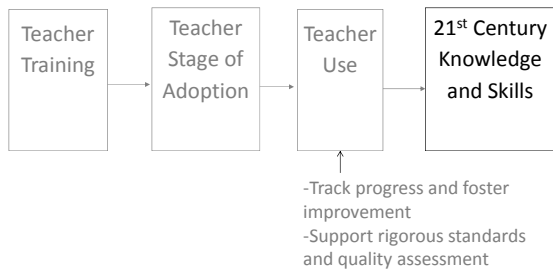 Teacher
Training
Teacher
Stage of
Adoption
Teacher
Use
21st Century
Knowledge
and Skills
-Track progress and foster
improvement
-Support rigorous standards
and quality assessment